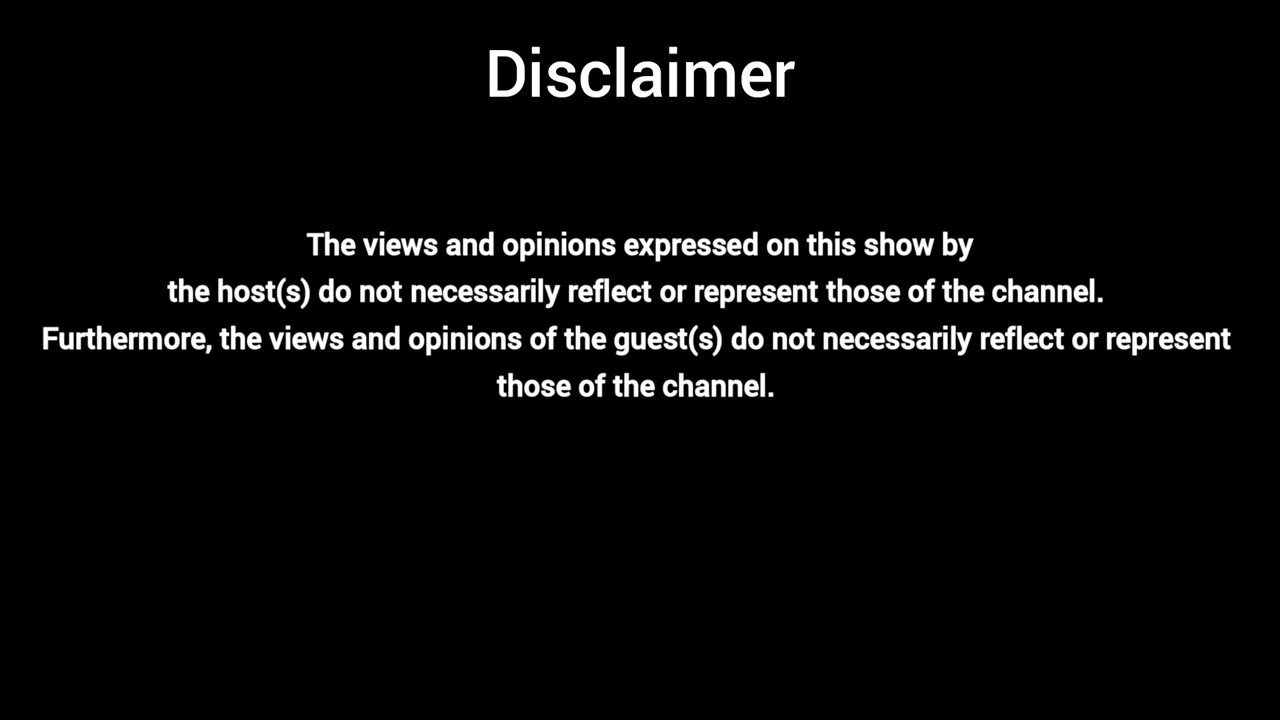 Disclaimer
The views and opinions expressed on this show by
the host(s) do not necessarily reflect or represent those of the channel.
Furthermore, the views and opinions of the guest(s) do not necessarily reflect or represent
those of the channel.